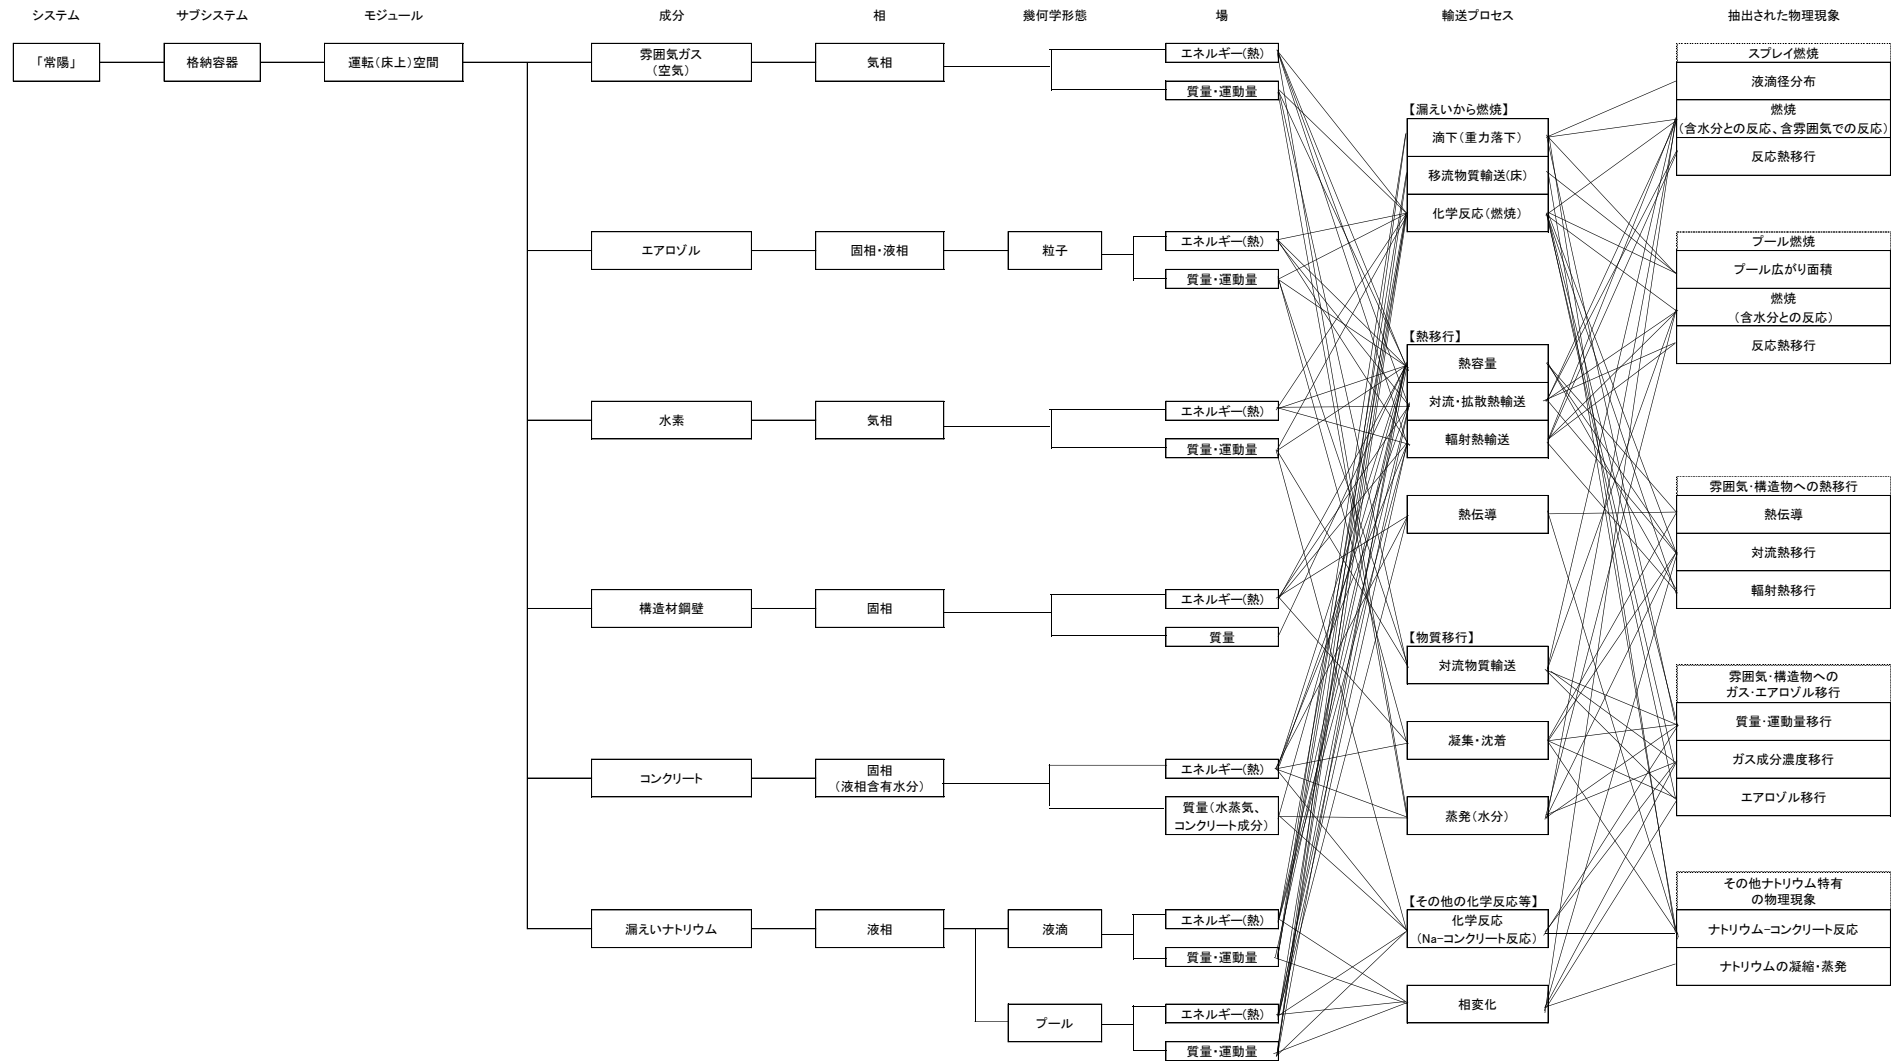 システム
サブシステム
モジュール
成分
相
幾何学形態
場
輸送プロセス
抽出された物理現象
「常陽」
格納容器
運転(床上)空間
雰囲気ガス
(空気)
気相
エネルギー(熱)
質量・運動量
エアロゾル
固相・液相
粒子
エネルギー(熱)
質量・運動量
水素
気相
エネルギー(熱)
質量・運動量
構造材鋼壁
固相
エネルギー(熱)
質量
コンクリート
固相
(液相含有水分)
エネルギー(熱)
質量(水蒸気、
コンクリート成分)
漏えいナトリウム
液相
液滴
エネルギー(熱)
質量・運動量
プール
エネルギー(熱)
質量・運動量
【漏えいから燃焼】
滴下(重力落下)
移流物質輸送(床)
化学反応(燃焼)
【熱移行】
熱容量
対流・拡散熱輸送
輻射熱輸送
熱伝導
【物質移行】
対流物質輸送
凝集・沈着
蒸発(水分)
【その他の化学反応等】
化学反応
(Na-コンクリート反応)
相変化
スプレイ燃焼
液滴径分布
燃焼
(含水分との反応、含雰囲気での反応)
反応熱移行
プール燃焼
プール広がり面積
燃焼
(含水分との反応)
反応熱移行
雰囲気・構造物への熱移行
熱伝導
対流熱移行
輻射熱移行
雰囲気・構造物への
ガス・エアロゾル移行
質量・運動量移行
ガス成分濃度移行
エアロゾル移行
その他ナトリウム特有
の物理現象
ナトリウム-コンクリート反応
ナトリウムの凝縮・蒸発